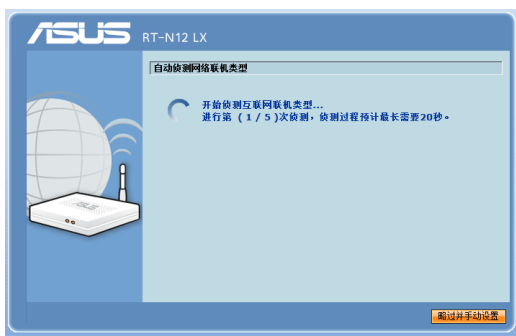 ASUS RT-N12 LX
自动侦测网络联机类型
开始侦测互联网联机类型...
进行第 (1/5)次侦测，侦测过程预计最长需要20秒。
ASUS
略过并手动设置